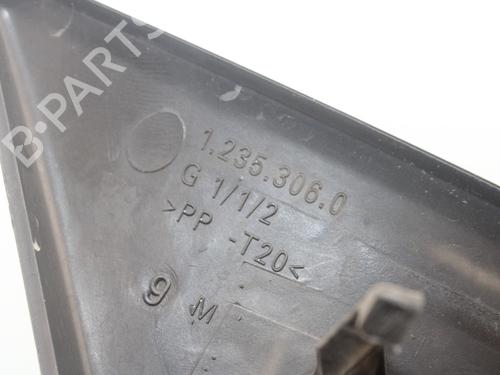 B-PARTS
1.235.306.0
G 1/1/2
>PP -T20<
9 M